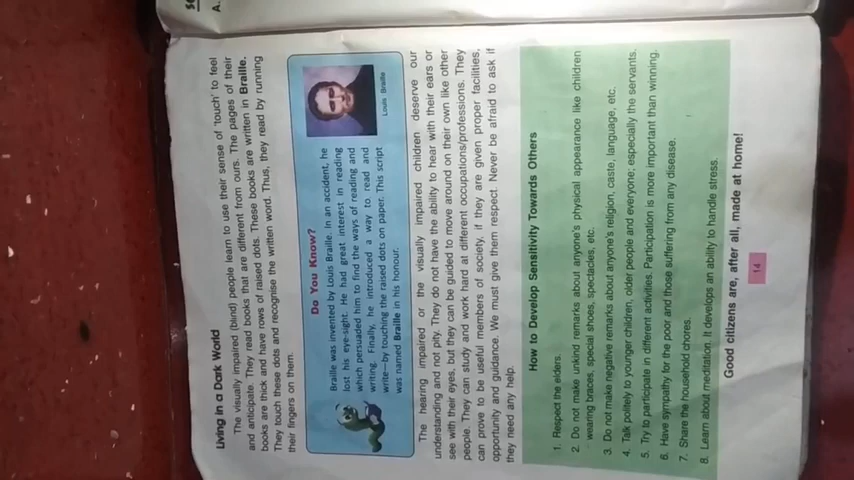 Living in a Dark World
The visually impaired (blind) people learn to use their sense of 'touch' to feel
and anticipate. They read books that are different from ours. The pages of their
books are thick and have rows of raised dots. These books are written in Braille.
They touch these dots and recognise the written word. Thus, they read by running
their fingers on them.
Do You Know?
Braille was invented by Louis Braille. In an accident, he
lost his eye-sight. He had great interest in reading
which persuaded him to find the ways of reading and
writing. Finally, he introduced a way to read and
write—by touching the raised dots on paper. This script
was named Braille in his honour.
Louis Braille
The hearing impaired or the visually impaired children deserve our
understanding and not pity. They do not have the ability to hear with their ears or
see with their eyes, but they can be guided to move around on their own like other
people. They can study and work hard at different occupations/professions. They
can prove to be useful members of society, if they are given proper facilities,
opportunity and guidance. We must give them respect. Never be afraid to ask if
they need any help.
How to Develop Sensitivity Towards Others
1. Respect the elders.
2. Do not make unkind remarks about anyone's physical appearance like children
wearing braces, special shoes, spectacles, etc.
3. Do not make negative remarks about anyone's religion, caste, language, etc.
4. Talk politely to younger children, older people and everyone; especially the servants.
5. Try to participate in different activities. Participation is more important than winning.
6. Have sympathy for the poor and those suffering from any disease.
7. Share the household chores.
8. Learn about meditation. It develops an ability to handle stress.
Good citizens are, after all, made at home!
14